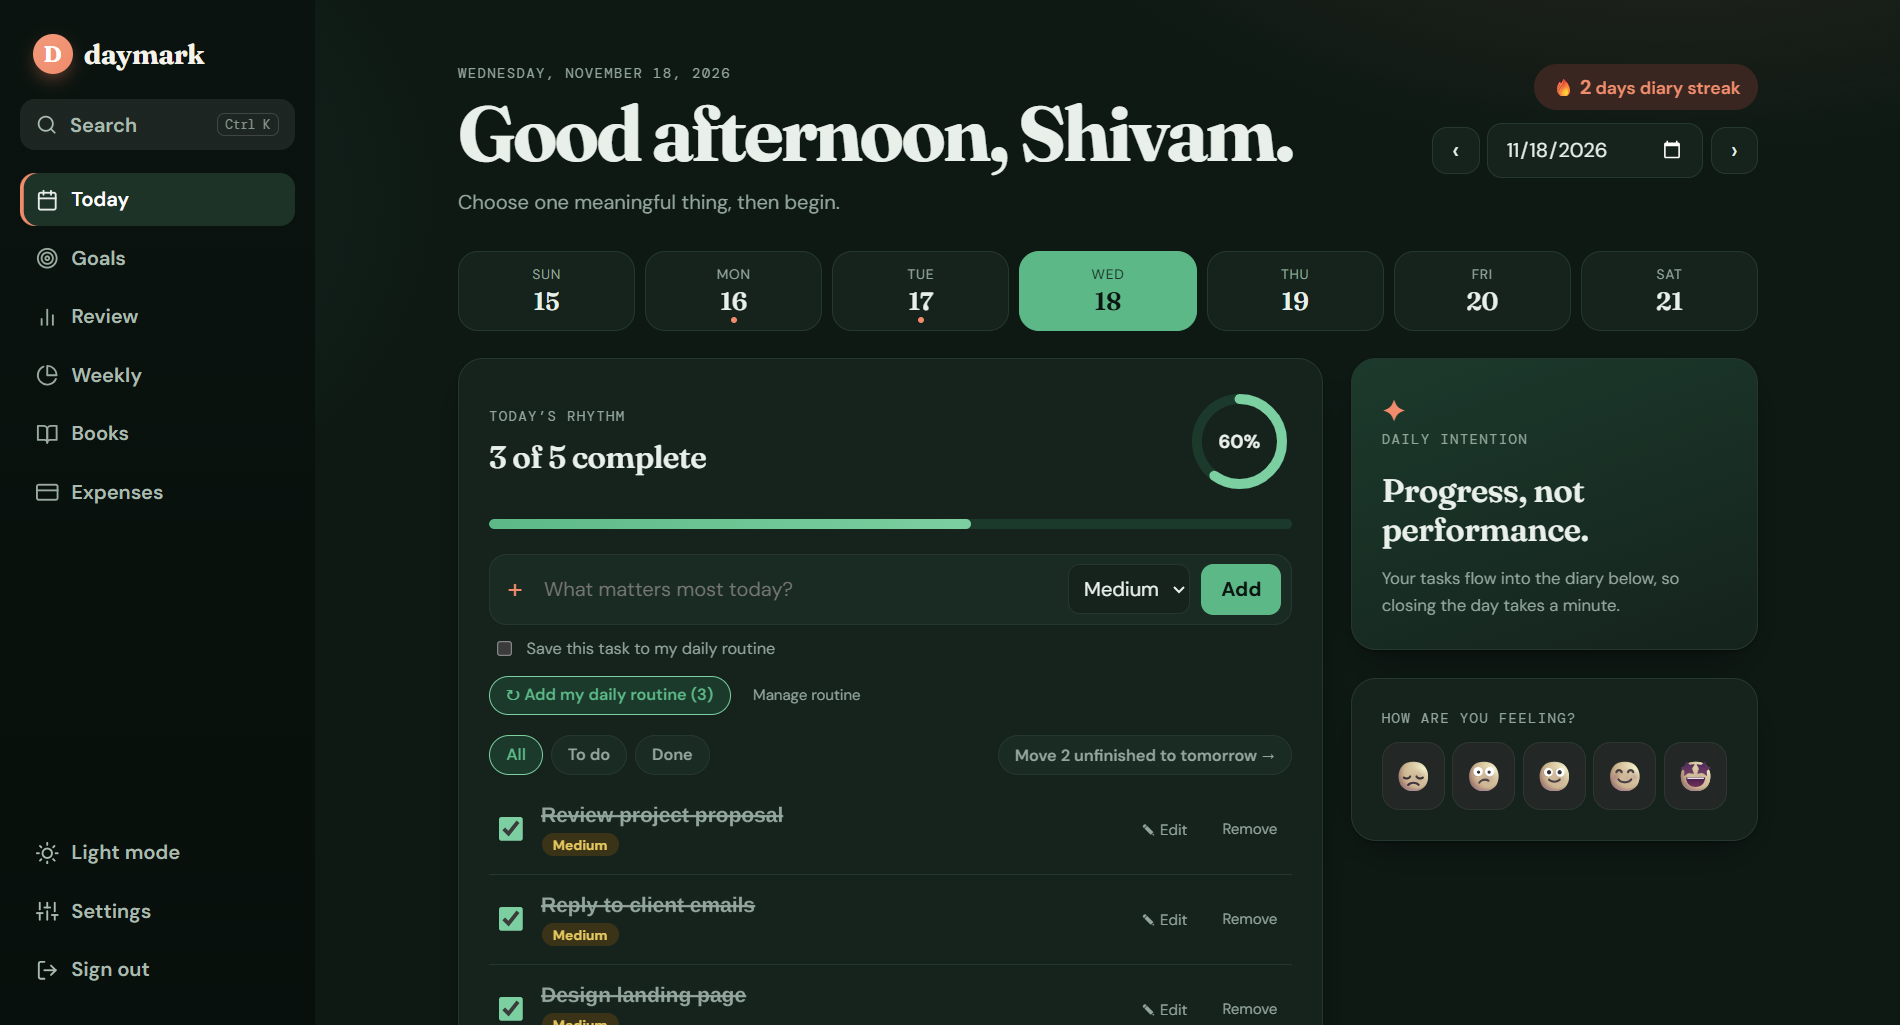 D daymark
Search Ctrl K
Today
Goals
Review
Weekly
Books
Expenses
Light mode
Settings
Sign out
WEDNESDAY, NOVEMBER 18, 2026
Good afternoon, Shivam.
Choose one meaningful thing, then begin.
🔥 2 days diary streak
‹ 11/18/2026 ›
SUN
15
MON
16
TUE
17
WED
18
THU
19
FRI
20
SAT
21
TODAY’S RHYTHM
3 of 5 complete
60%
+ What matters most today? Medium Add
Save this task to my daily routine
↻ Add my daily routine (3) Manage routine
All To do Done Move 2 unfinished to tomorrow →
Review project proposal
Medium
Edit Remove
Reply to client emails
Medium
Edit Remove
Design landing page
Medium
Edit Remove
DAILY INTENTION
Progress, not
performance.
Your tasks flow into the diary below, so
closing the day takes a minute.
HOW ARE YOU FEELING?